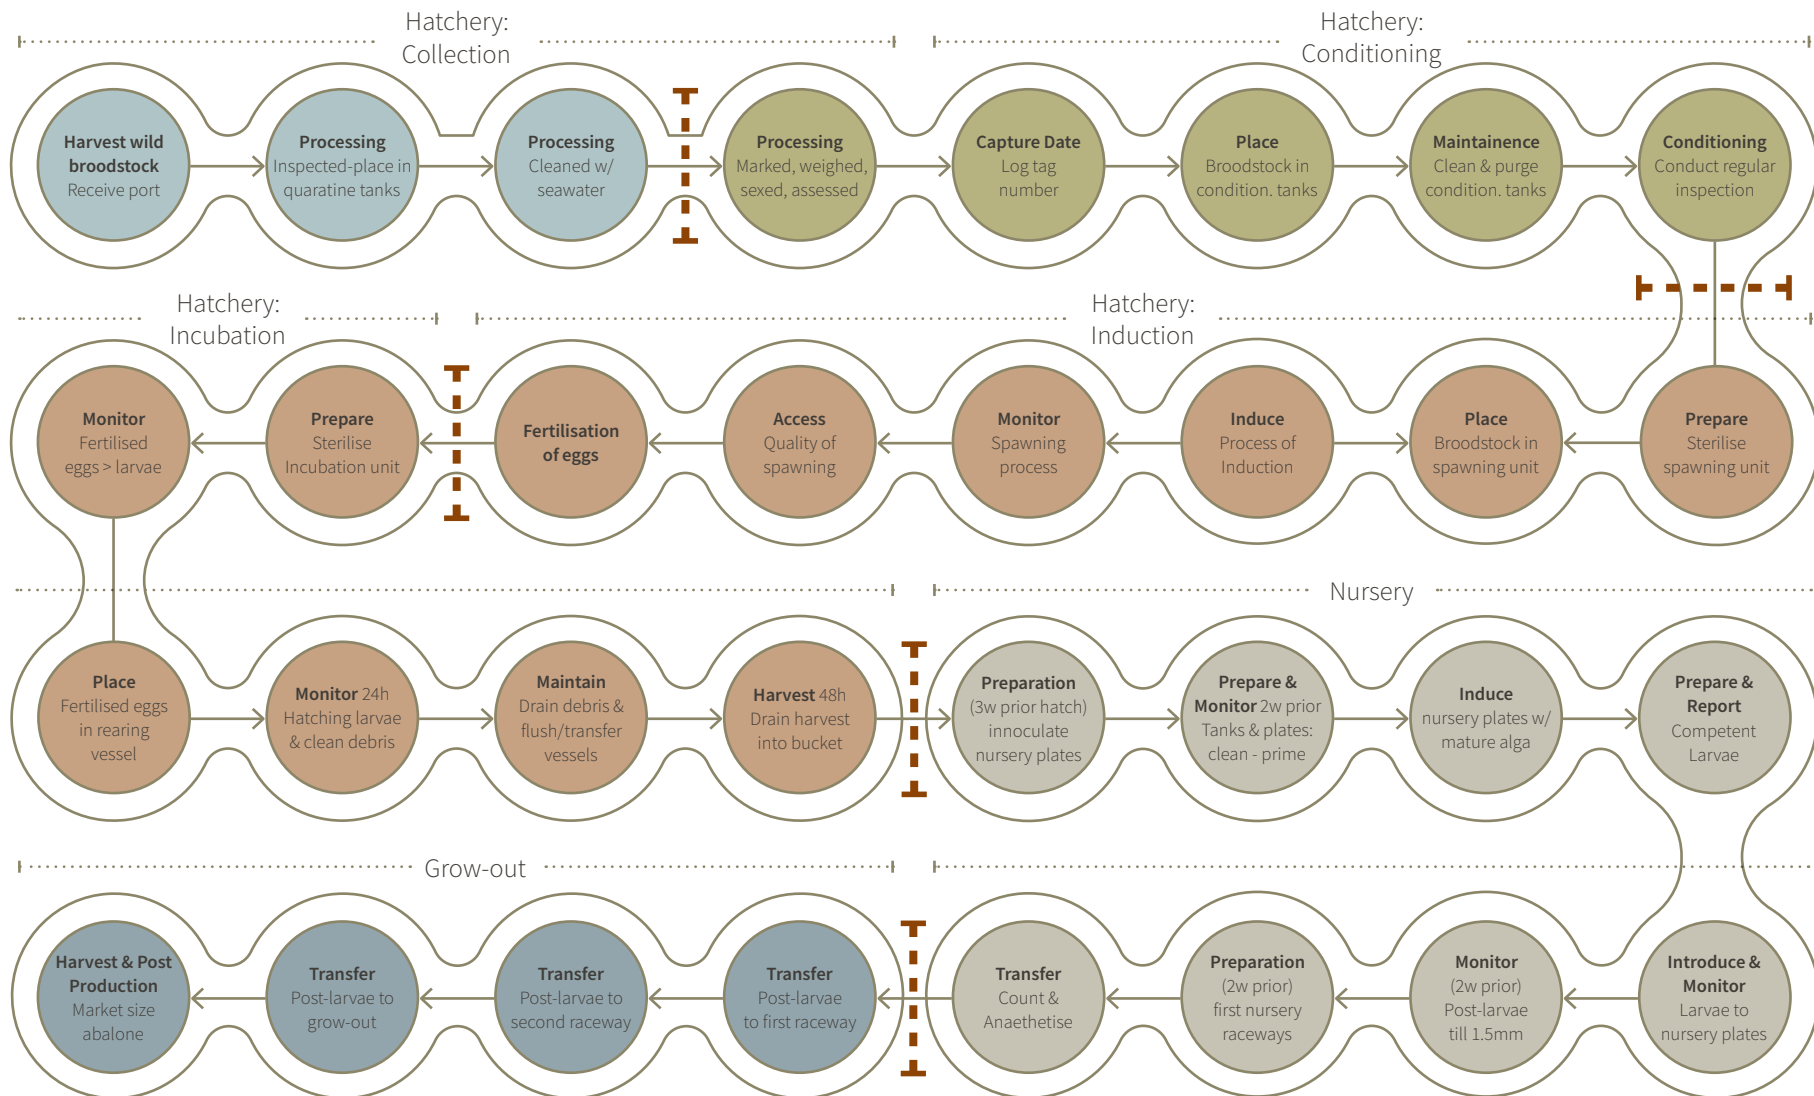 Hatchery:
Collection
Hatchery:
Conditioning
Harvest wild
broodstock
Receive port
Processing
Inspected-place in
quaratine tanks
Processing
Cleaned w/
seawater
Processing
Marked, weighed,
sexed, assessed
Capture Date
Log tag
number
Place
Broodstock in
condition. tanks
Maintainence
Clean & purge
condition. tanks
Conditioning
Conduct regular
inspection
Hatchery:
Incubation
Hatchery:
Induction
Monitor
Fertilised
eggs > larvae
Prepare
Sterilise
Incubation unit
Fertilisation
of eggs
Access
Quality of
spawning
Monitor
Spawning
process
Induce
Process of
Induction
Place
Broodstock in
spawning unit
Prepare
Sterilise
spawning unit
Nursery
Place
Fertilised eggs
in rearing
vessel
Monitor 24h
Hatching larvae
& clean debris
Maintain
Drain debris &
flush/transfer
vessels
Harvest 48h
Drain harvest
into bucket
Preparation
(3w prior hatch)
innoculate
nursery plates
Prepare &
Monitor 2w prior
Tanks & plates:
clean - prime
Induce
nursery plates w/
mature alga
Prepare &
Report
Competent
Larvae
Grow-out
Harvest & Post
Production
Market size
abalone
Transfer
Post-larvae to
grow-out
Transfer
Post-larvae to
second raceway
Transfer
Post-larvae
to first raceway
Transfer
Count &
Anaethetise
Preparation
(2w prior)
first nursery
raceways
Monitor
(2w prior)
Post-larvae
till 1.5mm
Introduce &
Monitor
Larvae to
nursery plates